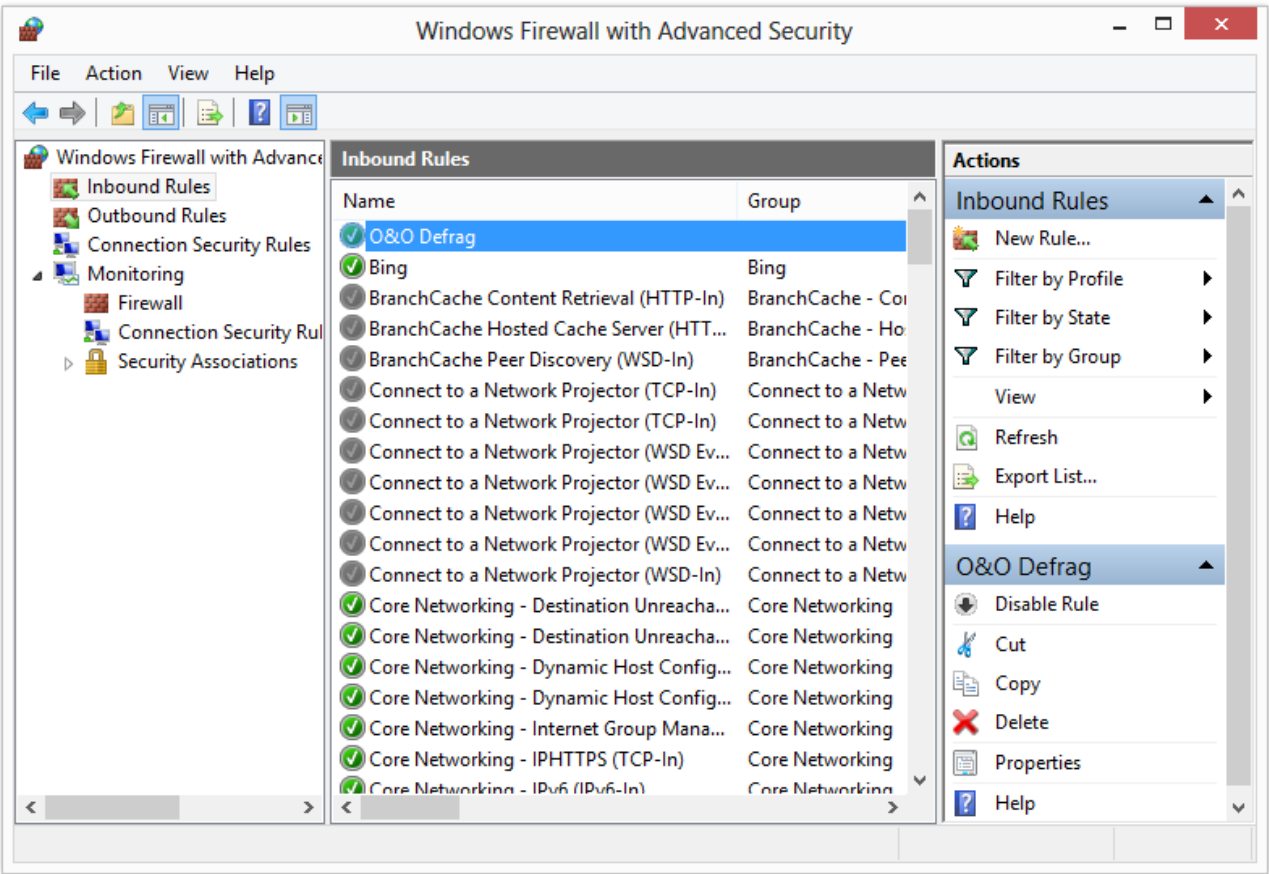 Windows Firewall with Advanced Security
File Action View Help
Windows Firewall with Advance
Inbound Rules
Outbound Rules
Connection Security Rules
Monitoring
Firewall
Connection Security Rul
Security Associations
Inbound Rules
Name Group
O&O Defrag
Bing Bing
BranchCache Content Retrieval (HTTP-In) BranchCache - Co
BranchCache Hosted Cache Server (HTT... BranchCache - Ho
BranchCache Peer Discovery (WSD-In) BranchCache - Pee
Connect to a Network Projector (TCP-In) Connect to a Netw
Connect to a Network Projector (TCP-In) Connect to a Netw
Connect to a Network Projector (WSD Ev... Connect to a Netw
Connect to a Network Projector (WSD Ev... Connect to a Netw
Connect to a Network Projector (WSD Ev... Connect to a Netw
Connect to a Network Projector (WSD Ev... Connect to a Netw
Connect to a Network Projector (WSD-In) Connect to a Netw
Core Networking - Destination Unreacha... Core Networking
Core Networking - Destination Unreacha... Core Networking
Core Networking - Dynamic Host Config... Core Networking
Core Networking - Dynamic Host Config... Core Networking
Core Networking - Internet Group Mana... Core Networking
Core Networking - IPHTTPS (TCP-In) Core Networking
Core Networking - IPv6 (IPv6-In) Core Networking
Actions
Inbound Rules
New Rule...
Filter by Profile
Filter by State
Filter by Group
View
Refresh
Export List...
Help
O&O Defrag
Disable Rule
Cut
Copy
Delete
Properties
Help